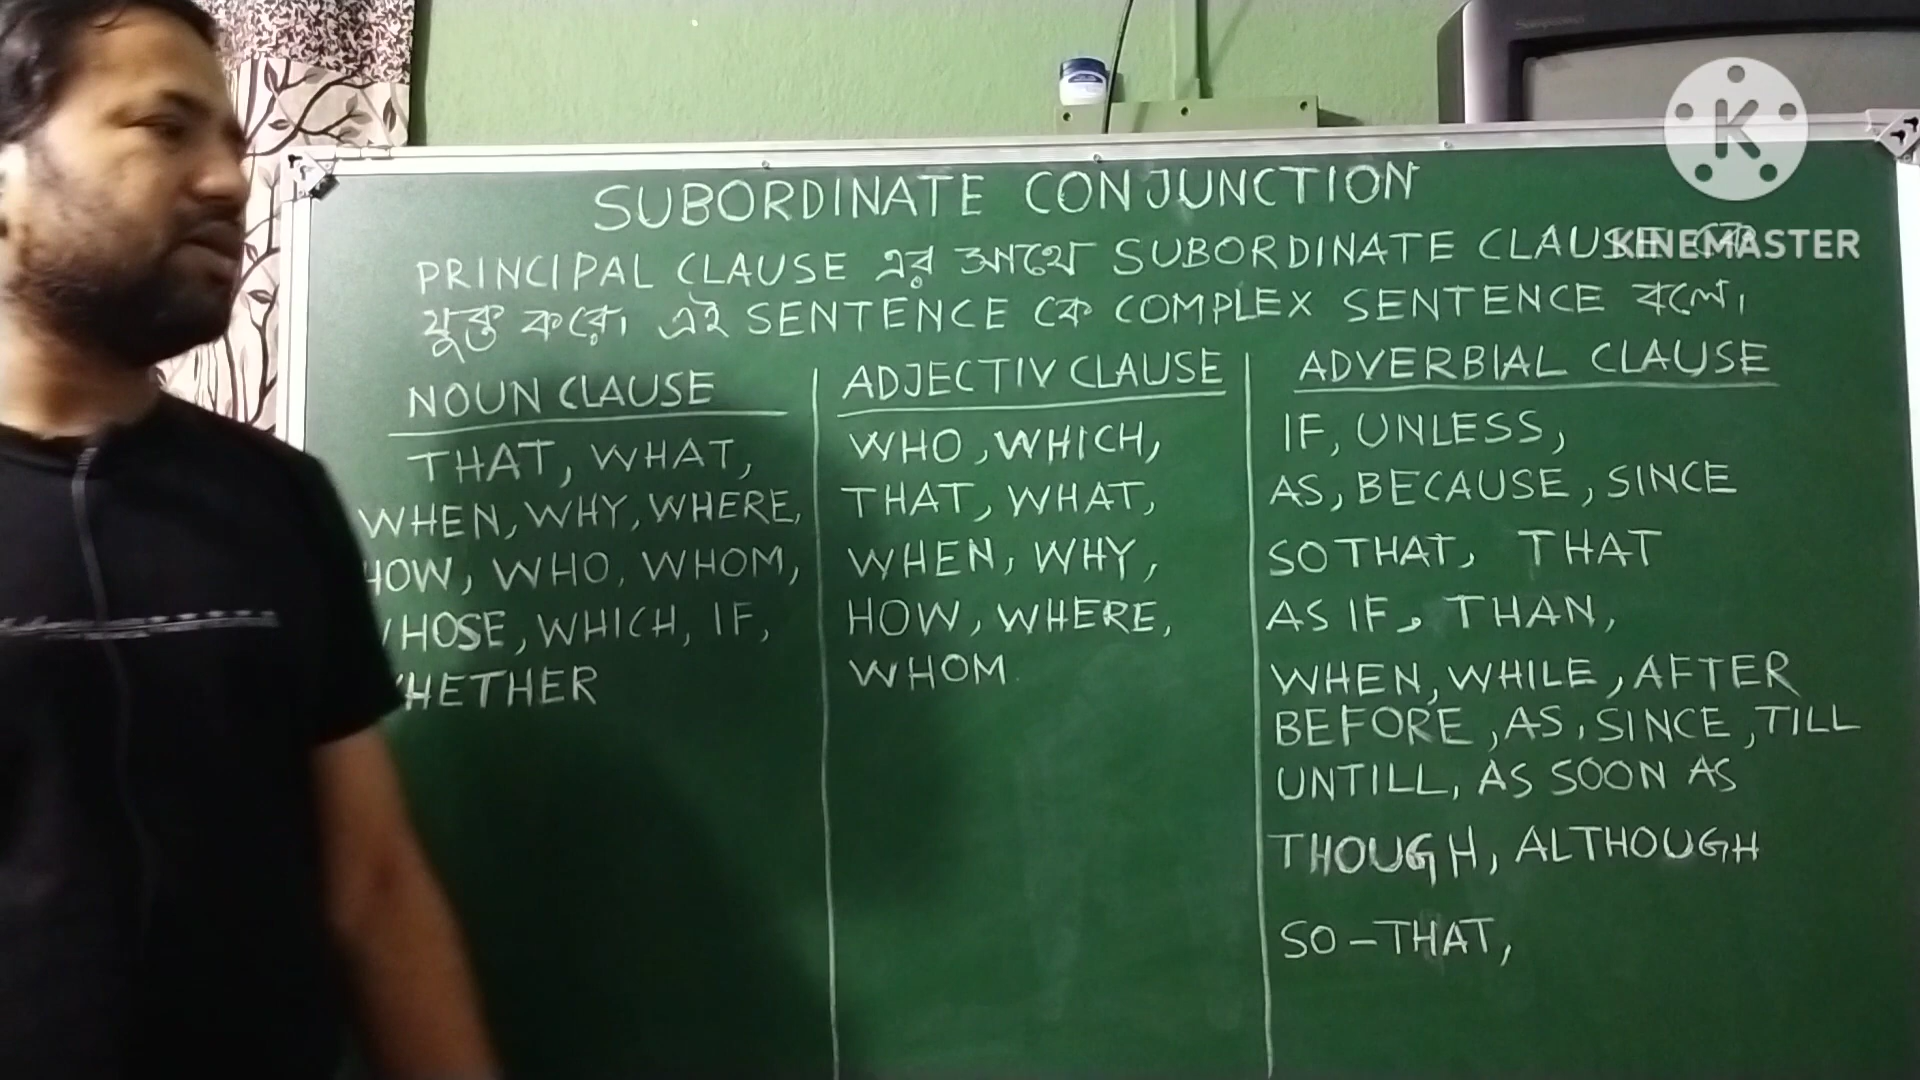 SUBORDINATE CONJUNCTION
PRINCIPAL CLAUSE এর সাথে SUBORDINATE CLAUSE কে
যুক্ত করে। এই SENTENCE কে COMPLEX SENTENCE বলে।
NOUN CLAUSE
THAT, WHAT,
WHEN, WHY, WHERE,
HOW, WHO, WHOM,
WHOSE, WHICH, IF,
WHETHER
ADJECTIV CLAUSE
WHO, WHICH,
THAT, WHAT,
WHEN, WHY,
HOW, WHERE,
WHOM
ADVERBIAL CLAUSE
IF, UNLESS,
AS, BECAUSE, SINCE
SO THAT, THAT
AS IF, THAN,
WHEN, WHILE, AFTER
BEFORE, AS, SINCE, TILL
UNTILL, AS SOON AS
THOUGH, ALTHOUGH
SO – THAT,
K
KINEMASTER